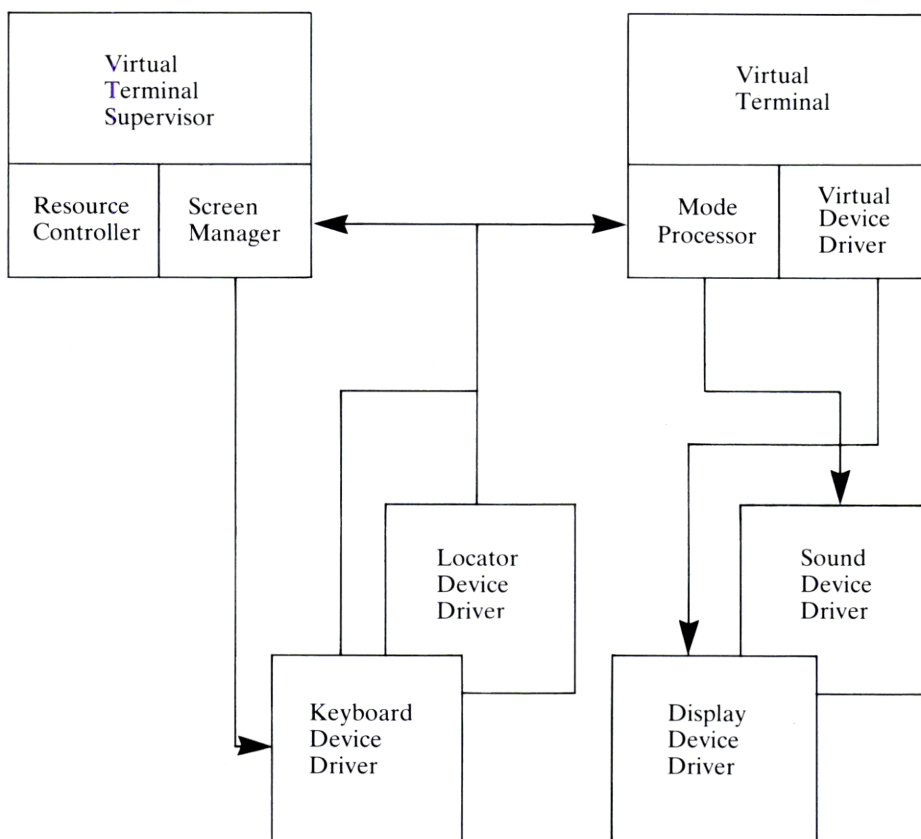 Virtual
Terminal
Supervisor
Virtual
Terminal
Resource
Controller
Screen
Manager
Mode
Processor
Virtual
Device
Driver
Locator
Device
Driver
Sound
Device
Driver
Keyboard
Device
Driver
Display
Device
Driver